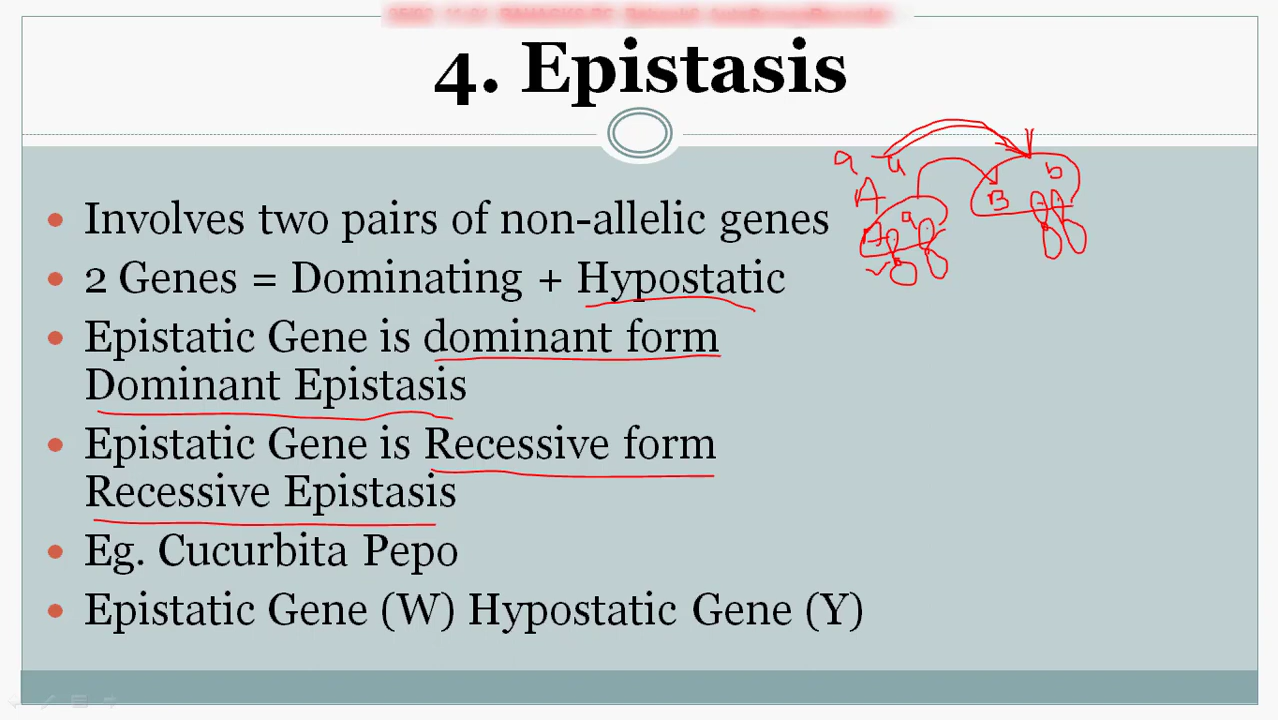 4. Epistasis
a a
A
A a
B b
• Involves two pairs of non-allelic genes
• 2 Genes = Dominating + Hypostatic
• Epistatic Gene is dominant form
Dominant Epistasis
• Epistatic Gene is Recessive form
Recessive Epistasis
• Eg. Cucurbita Pepo
• Epistatic Gene (W) Hypostatic Gene (Y)